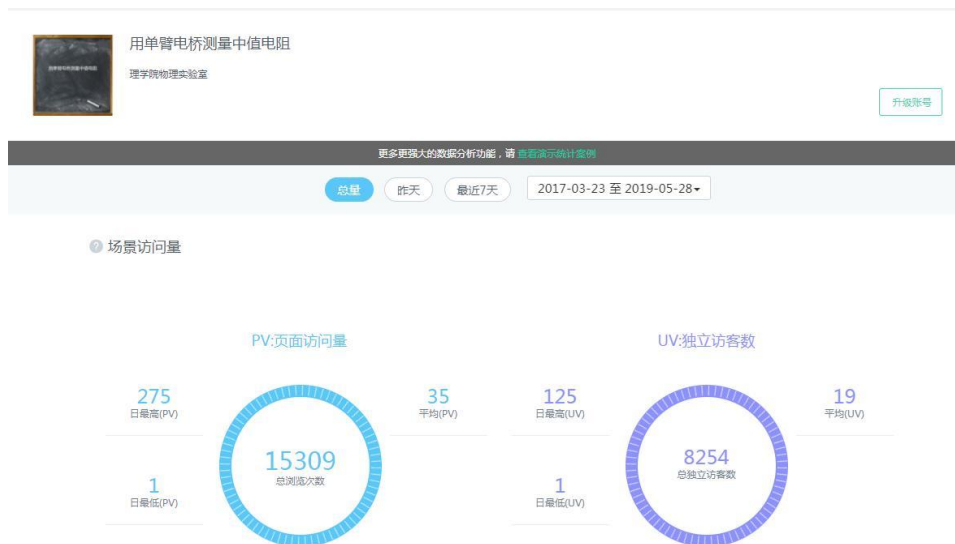 用单臂电桥测量中值电阻
理学院物理实验室
升级账号
更多更强大的数据分析功能，请 查看演示统计案例
总量 昨天 最近7天 2017-03-23 至 2019-05-28
? 场景访问量
PV:页面访问量
275
日最高(PV)
35
平均(PV)
15309
总浏览次数
1
日最低(PV)
UV:独立访客数
125
日最高(UV)
19
平均(UV)
8254
总独立访客数
1
日最低(UV)